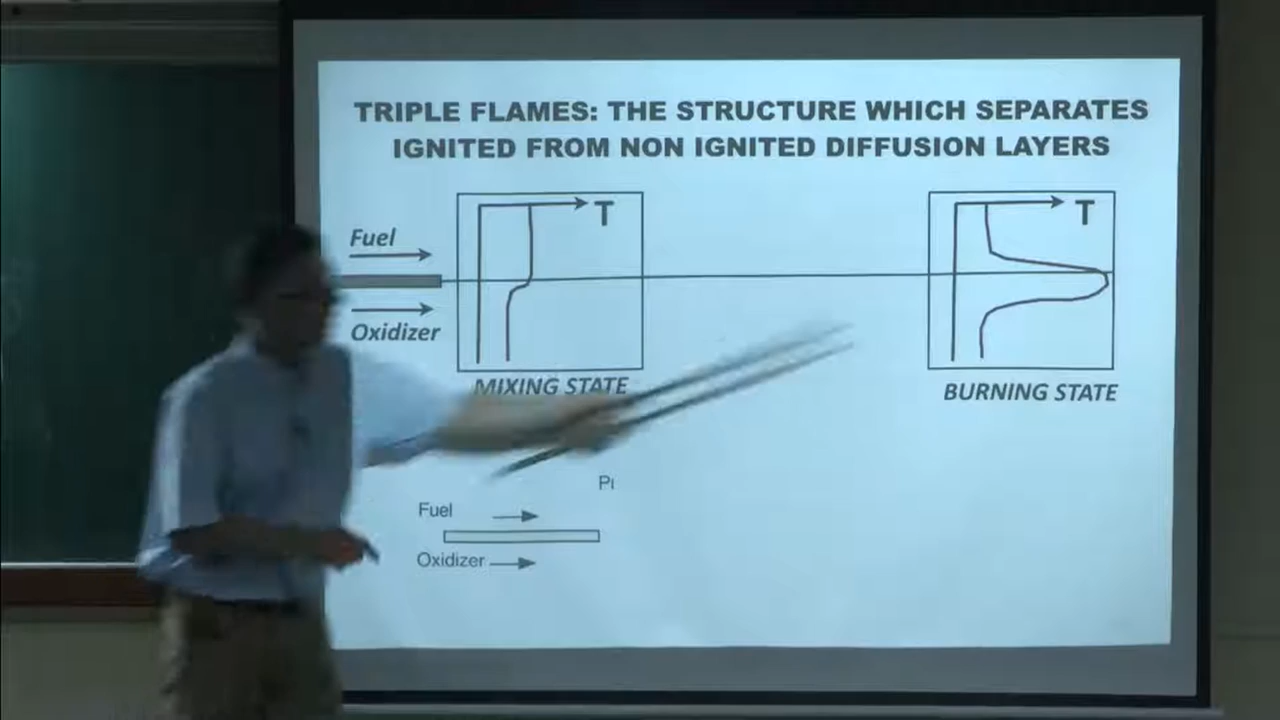 TRIPLE FLAMES: THE STRUCTURE WHICH SEPARATES
IGNITED FROM NON IGNITED DIFFUSION LAYERS
Fuel
T
T
Oxidizer
MIXING STATE
BURNING STATE
Pi
Fuel
Oxidizer